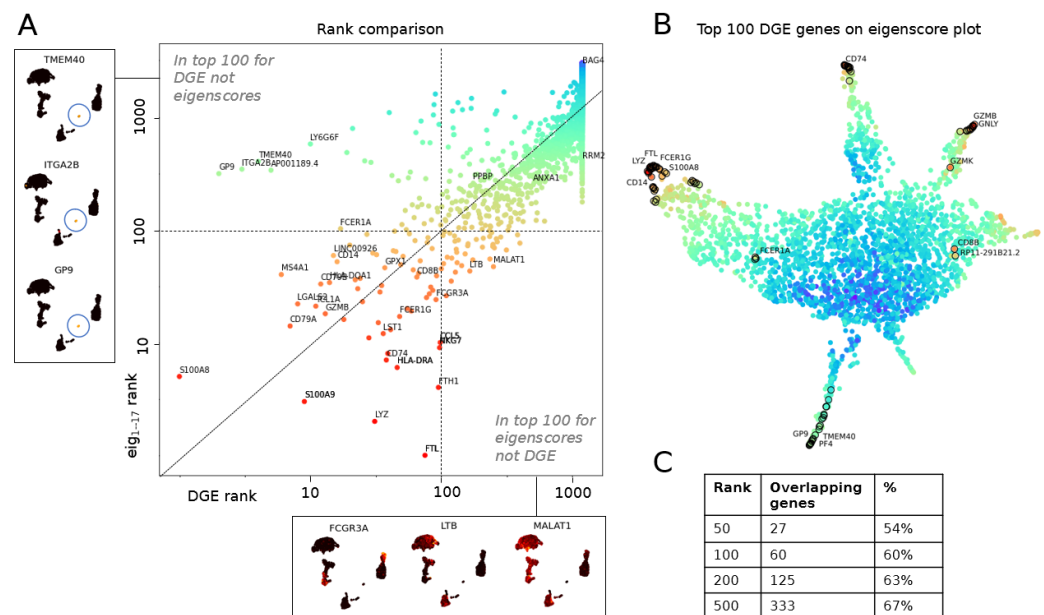 A
Rank comparison
TMEM40
ITGA2B
GP9
In top 100 for
DGE not
eigenscores
BAG4
1000
LY6G6F
TMEM40
ITGA2B
AP001189.4
GP9
RRM2
PPBP
ANXA1
100
FCER1A
LINC00926
CD14
GPX1
LTB
MALAT1
MS4A1
HLA-DQA1
CD8B
FCGR3A
LGALS2
TCL1A
GZMB
FCER1G
CD79A
LST1
CCL5
NKG7
10
CD74
HLA-DRA
S100A8
FTH1
S100A9
LYZ
In top 100 for
eigenscores
not DGE
FTL
eig1−17 rank
DGE rank
10
100
1000
FCGR3A
LTB
MALAT1
B
Top 100 DGE genes on eigenscore plot
CD74
GZMB
GNLY
FTL
LYZ
FCER1G
S100A8
GZMK
CD14
FCER1A
CD8B
RP11-291B21.2
GP9
TMEM40
PF4
C
Rank Overlapping genes %
50 27 54%
100 60 60%
200 125 63%
500 333 67%